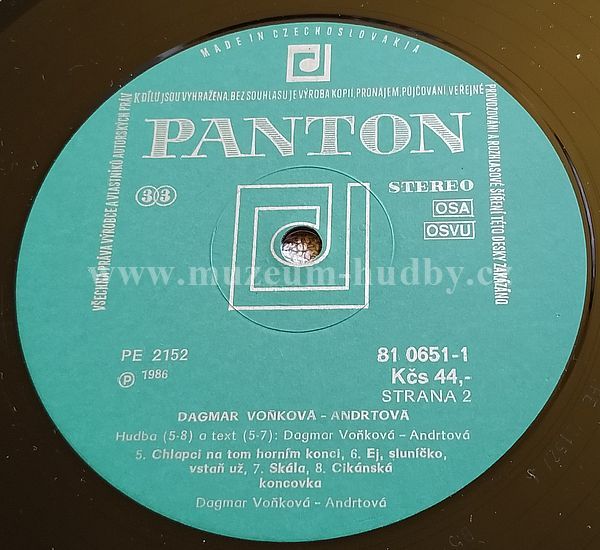 MADE IN CZECHOSLOVAKIA
VŠECHNA PRÁVA VÝROBCE A VLASTNÍKŮ AUTORSKÝCH PRÁV K DÍLU JSOU VYHRAŽENA. BEZ SOUHLASU JE VÝROBA KOPIÍ, PRONÁJEM, PŮJČOVÁNÍ, VEŘEJNÉ PROVOZOVÁNÍ A ROZHLASOVÉ ŠÍŘENÍ TÉTO DESKY ZAKÁZÁNO
PANTON
33
STEREO
OSA
OSVU
www.muzeum-hudby.cz
PE 2152
81 0651-1
Ⓟ 1986
Kčs 44,-
STRANA 2
DAGMAR VOŇKOVÁ - ANDRTOVÁ
Hudba (5-8) a text (5-7): Dagmar Voňková - Andrtová
5. Chlapci na tom horním konci, 6. Ej, sluníčko,
vstaň už, 7. Skála, 8. Cikánská
koncovka
Dagmar Voňková - Andrtová